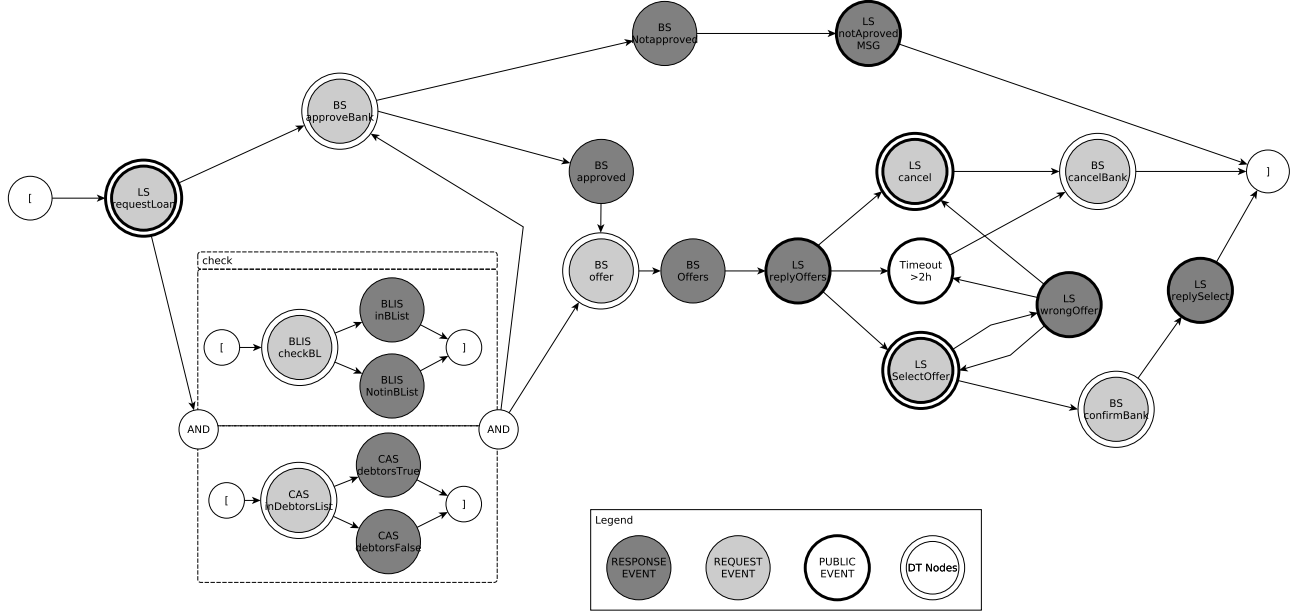 BS
Notapproved
LS
notAproved
MSG
BS
approveBank
[
LS
requestLoan
BS
approved
LS
cancel
BS
cancelBank
]
check
BS
offer
BS
Offers
LS
replyOffers
Timeout
>2h
LS
wrongOffer
LS
replySelect
[
BLIS
checkBL
BLIS
inBList
BLIS
NotinBList
]
LS
SelectOffer
BS
confirmBank
AND
AND
[
CAS
inDebtorsList
CAS
debtorsTrue
CAS
debtorsFalse
]
Legend
RESPONSE
EVENT
REQUEST
EVENT
PUBLIC
EVENT
DT Nodes